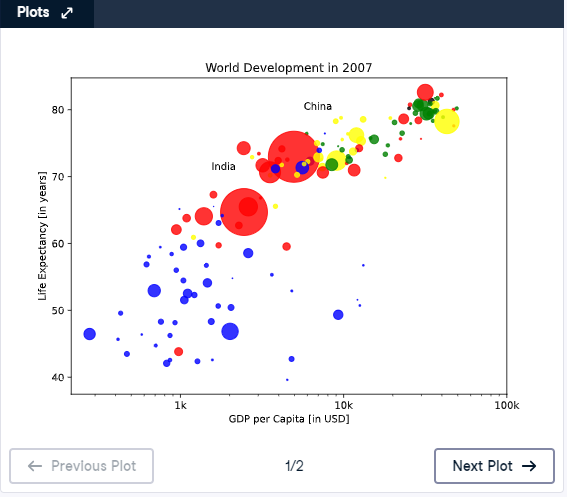 Plots
World Development in 2007
China
India
80
70
60
50
40
Life Expectancy [in years]
1k
10k
100k
GDP per Capita [in USD]
← Previous Plot
1/2
Next Plot →